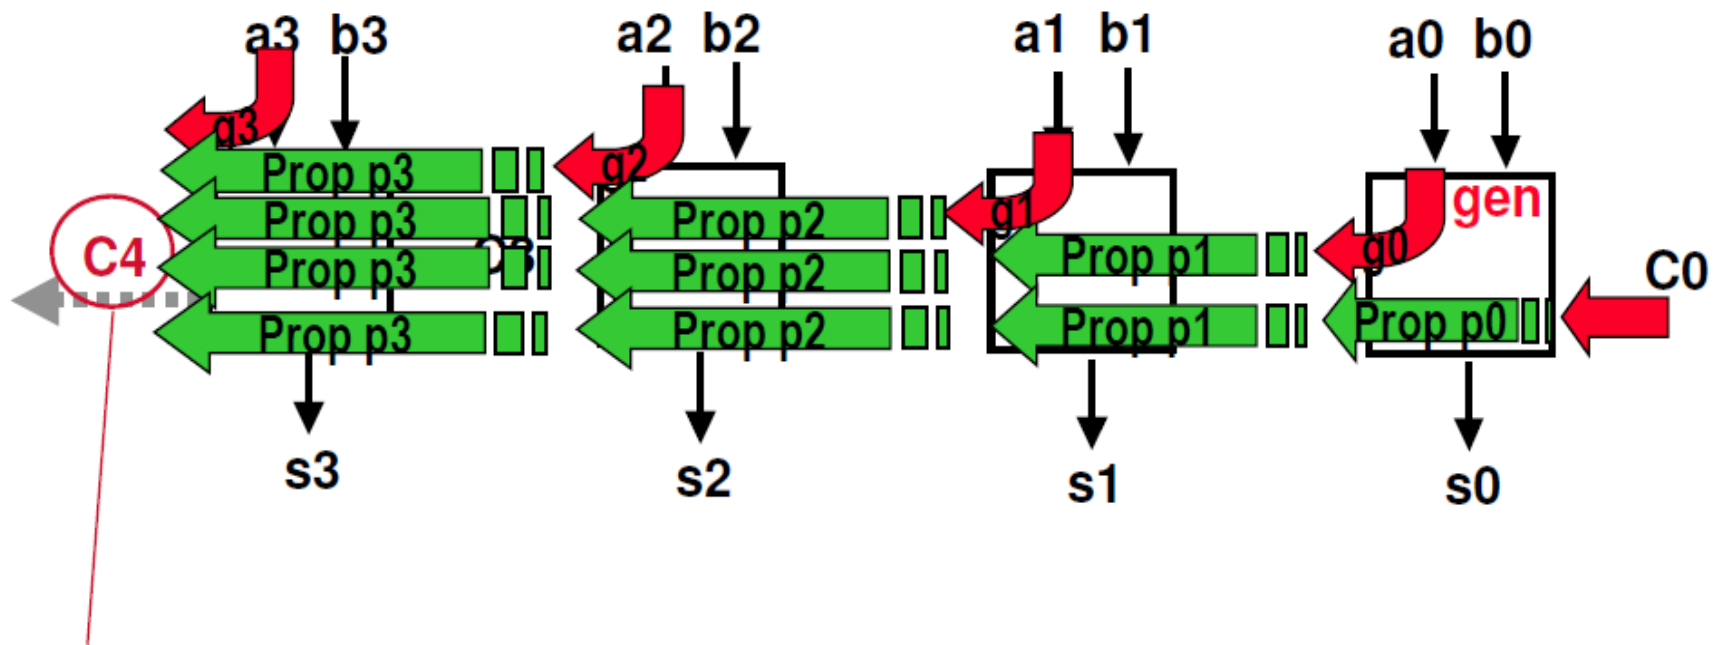 a3 b3 a2 b2 a1 b1 a0 b0
g3 g2 g1 g0 gen
Prop p3
Prop p3 Prop p2
Prop p3 Prop p2 Prop p1
Prop p3 Prop p2 Prop p1 Prop p0
C4 C3 C0
s3 s2 s1 s0